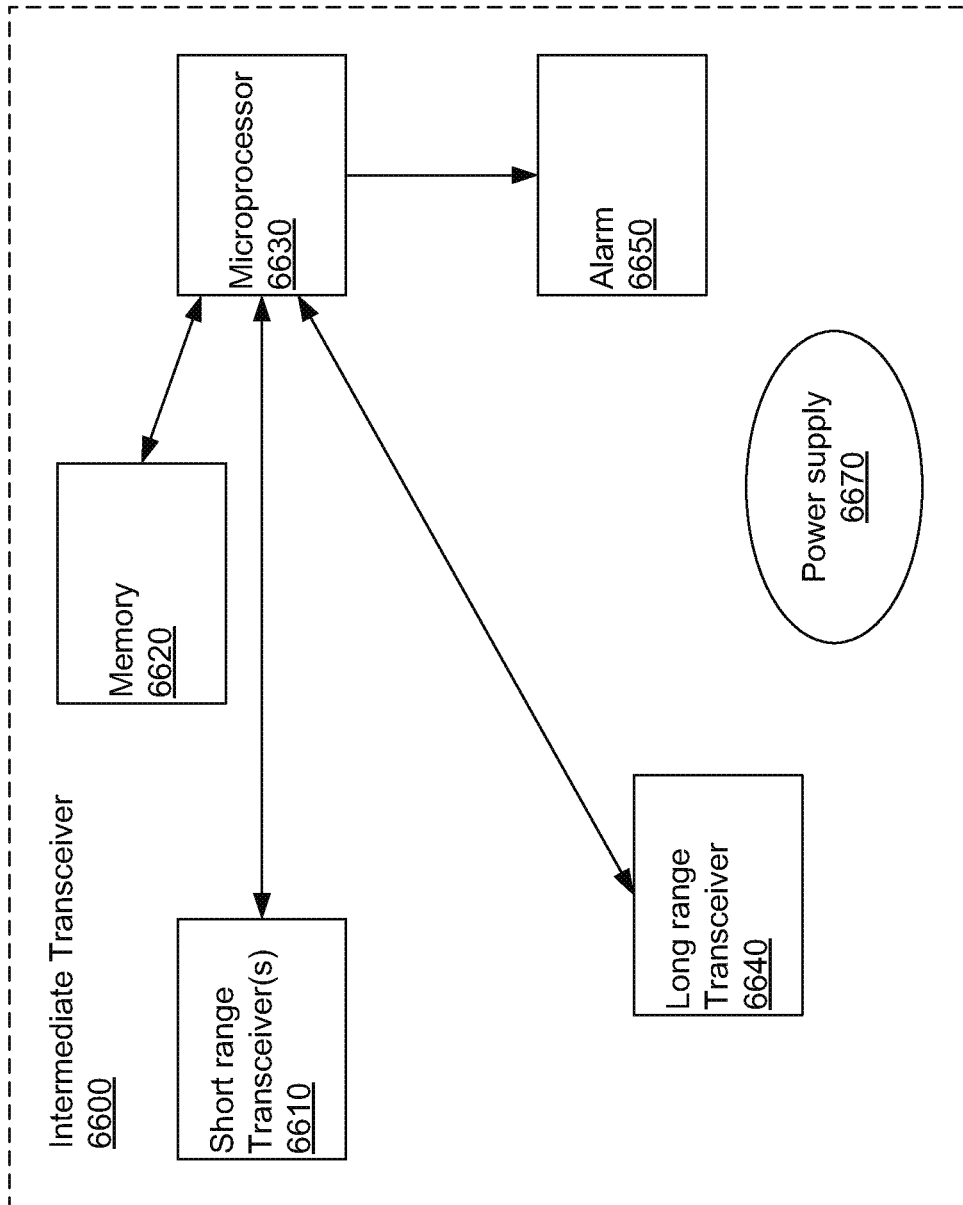 Intermediate Transceiver
6600
Memory
6620
Short range
Transceiver(s)
6610
Microprocessor
6630
Long range
Transceiver
6640
Alarm
6650
Power supply
6670